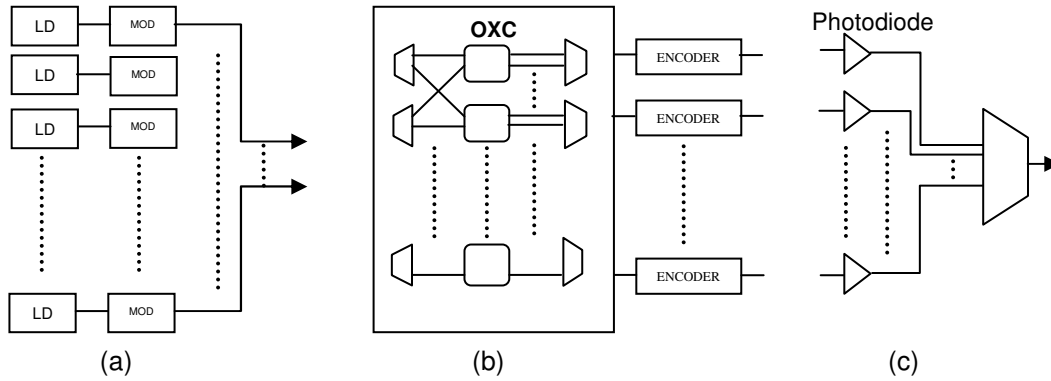 LD MOD
LD MOD
LD MOD
LD MOD
(a)
OXC
ENCODER
ENCODER
ENCODER
(b)
Photodiode
(c)